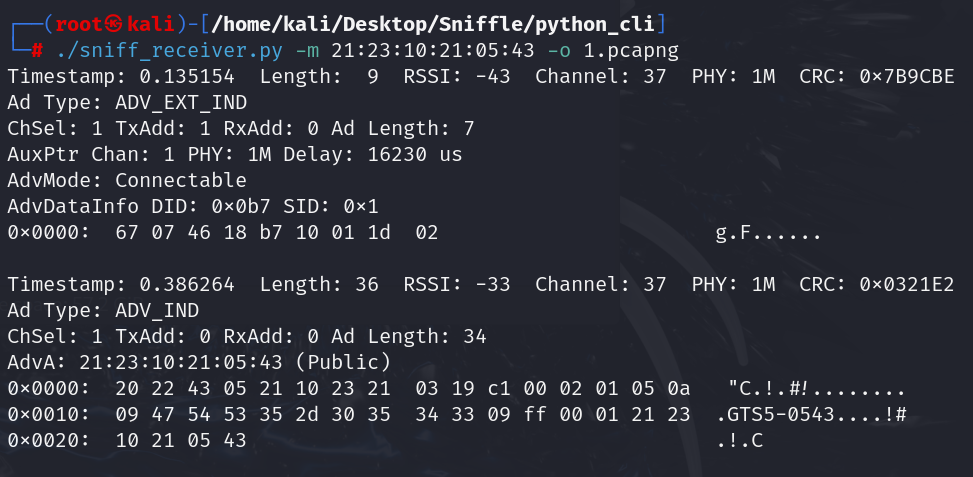 ┌──(root㉿kali)-[/home/kali/Desktop/Sniffle/python_cli]
└─# ./sniff_receiver.py -m 21:23:10:21:05:43 -o 1.pcapng
Timestamp: 0.135154  Length:  9  RSSI: -43  Channel: 37  PHY: 1M  CRC: 0×7B9CBE
Ad Type: ADV_EXT_IND
ChSel: 1 TxAdd: 1 RxAdd: 0 Ad Length: 7
AuxPtr Chan: 1 PHY: 1M Delay: 16230 us
AdvMode: Connectable
AdvDataInfo DID: 0×0b7 SID: 0×1
0×0000:  67 07 46 18 b7 10 01 1d  02                       g.F......

Timestamp: 0.386264  Length: 36  RSSI: -33  Channel: 37  PHY: 1M  CRC: 0×0321E2
Ad Type: ADV_IND
ChSel: 1 TxAdd: 0 RxAdd: 0 Ad Length: 34
AdvA: 21:23:10:21:05:43 (Public)
0×0000:  20 22 43 05 21 10 23 21  03 19 c1 00 02 01 05 0a   "C.!.#!........
0×0010:  09 47 54 53 35 2d 30 35  34 33 09 ff 00 01 21 23  .GTS5-0543....!#
0×0020:  10 21 05 43                                       .!.C